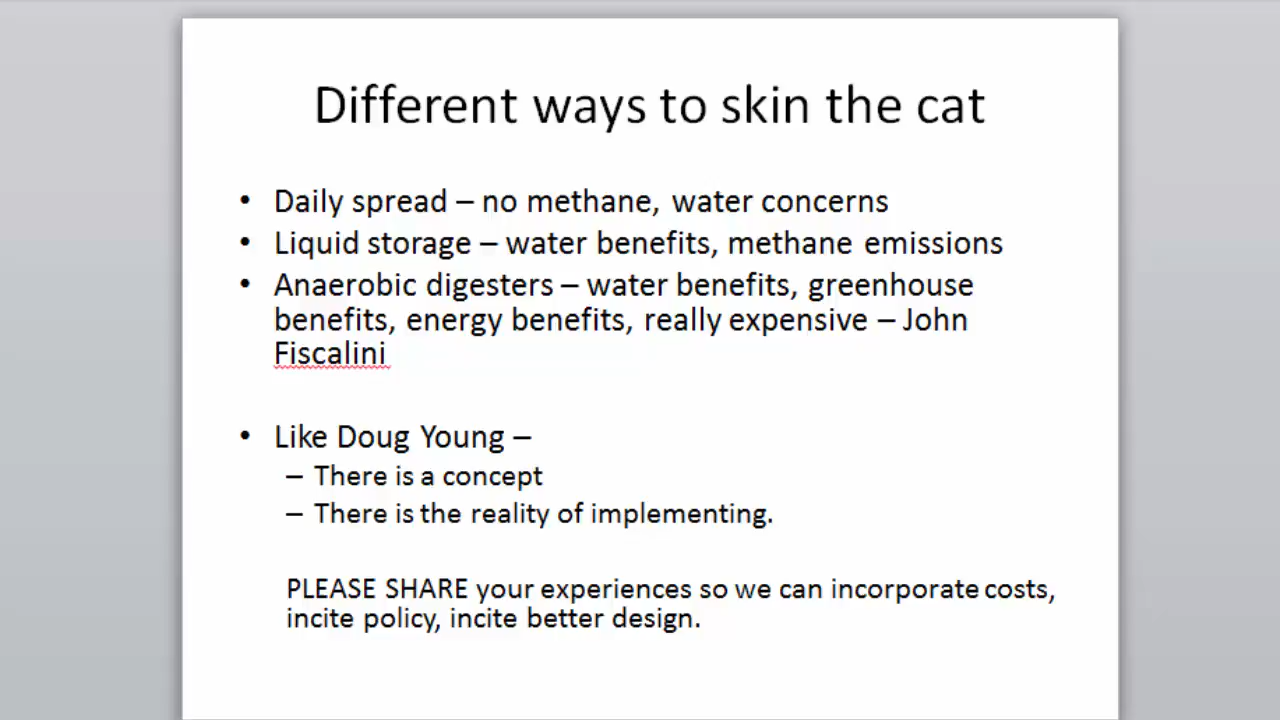 Different ways to skin the cat
• Daily spread – no methane, water concerns
• Liquid storage – water benefits, methane emissions
• Anaerobic digesters – water benefits, greenhouse
benefits, energy benefits, really expensive – John
Fiscalini
• Like Doug Young –
– There is a concept
– There is the reality of implementing.
PLEASE SHARE your experiences so we can incorporate costs,
incite policy, incite better design.